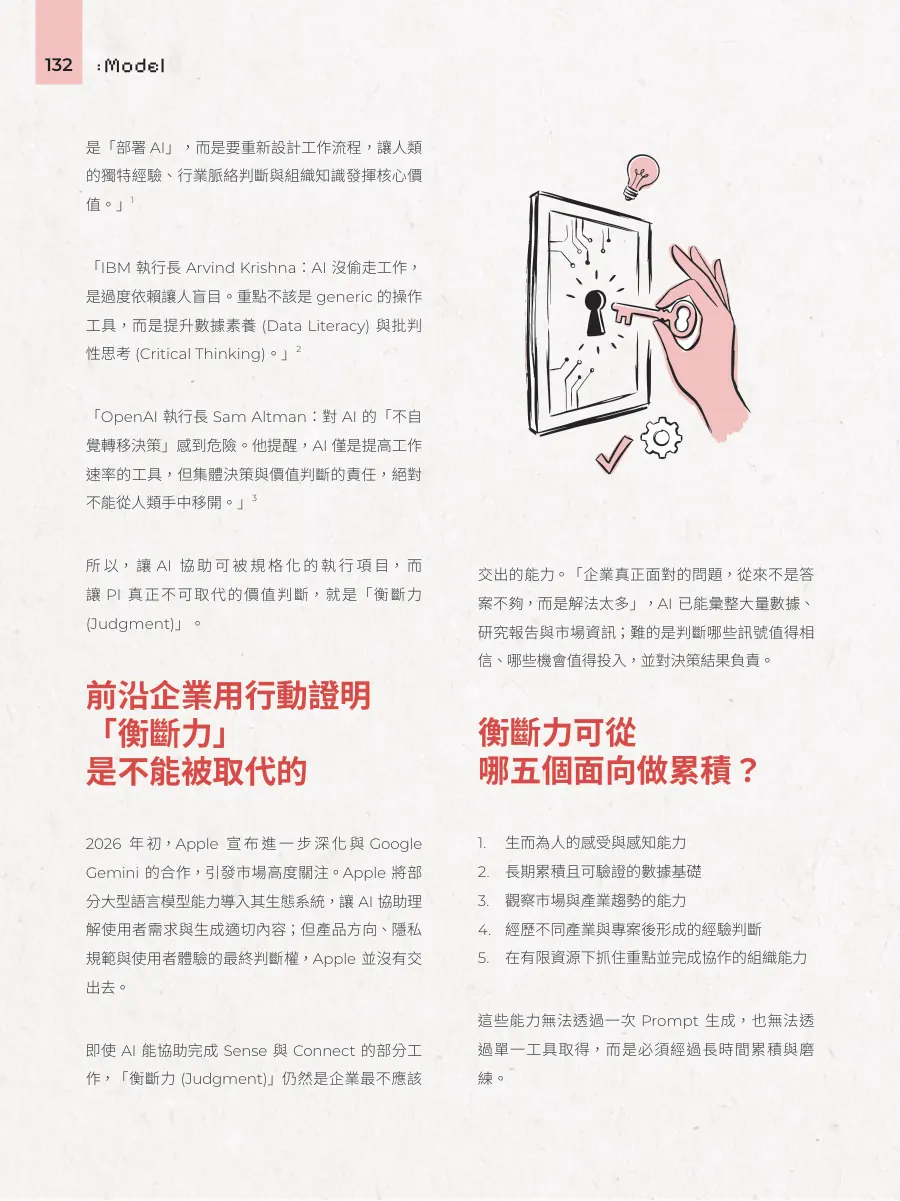 132
:Model
是「部署 AI」，而是要重新設計工作流程，讓人類
的獨特經驗、行業脈絡判斷與組織知識發揮核心價
值。」1
「IBM 執行長 Arvind Krishna：AI 沒偷走工作，
是過度依賴讓人盲目。重點不該是 generic 的操作
工具，而是提升數據素養 (Data Literacy) 與批判
性思考 (Critical Thinking)。」2
「OpenAI 執行長 Sam Altman：對 AI 的「不自
覺轉移決策」感到危險。他提醒，AI 僅是提高工作
速率的工具，但集體決策與價值判斷的責任，絕對
不能從人類手中移開。」3
所以，讓 AI 協助可被規格化的執行項目，而
讓 PI 真正不可取代的價值判斷，就是「衡斷力
(Judgment)」。
前沿企業用行動證明
「衡斷力」
是不能被取代的
2026 年初，Apple 宣布進一步深化與 Google
Gemini 的合作，引發市場高度關注。Apple 將部
分大型語言模型能力導入其生態系統，讓 AI 協助理
解使用者需求與生成適切內容；但產品方向、隱私
規範與使用者體驗的最終判斷權，Apple 並沒有交
出去。
即使 AI 能協助完成 Sense 與 Connect 的部分工
作，「衡斷力 (Judgment)」仍然是企業最不應該
交出的能力。「企業真正面對的問題，從來不是答
案不夠，而是解法太多」，AI 已能彙整大量數據、
研究報告與市場資訊；難的是判斷哪些訊號值得相
信、哪些機會值得投入，並對決策結果負責。
衡斷力可從
哪五個面向做累積？
1. 生而為人的感受與感知能力
2. 長期累積且可驗證的數據基礎
3. 觀察市場與產業趨勢的能力
4. 經歷不同產業與專案後形成的經驗判斷
5. 在有限資源下抓住重點並完成協作的組織能力
這些能力無法透過一次 Prompt 生成，也無法透
過單一工具取得，而是必須經過長時間累積與磨
練。